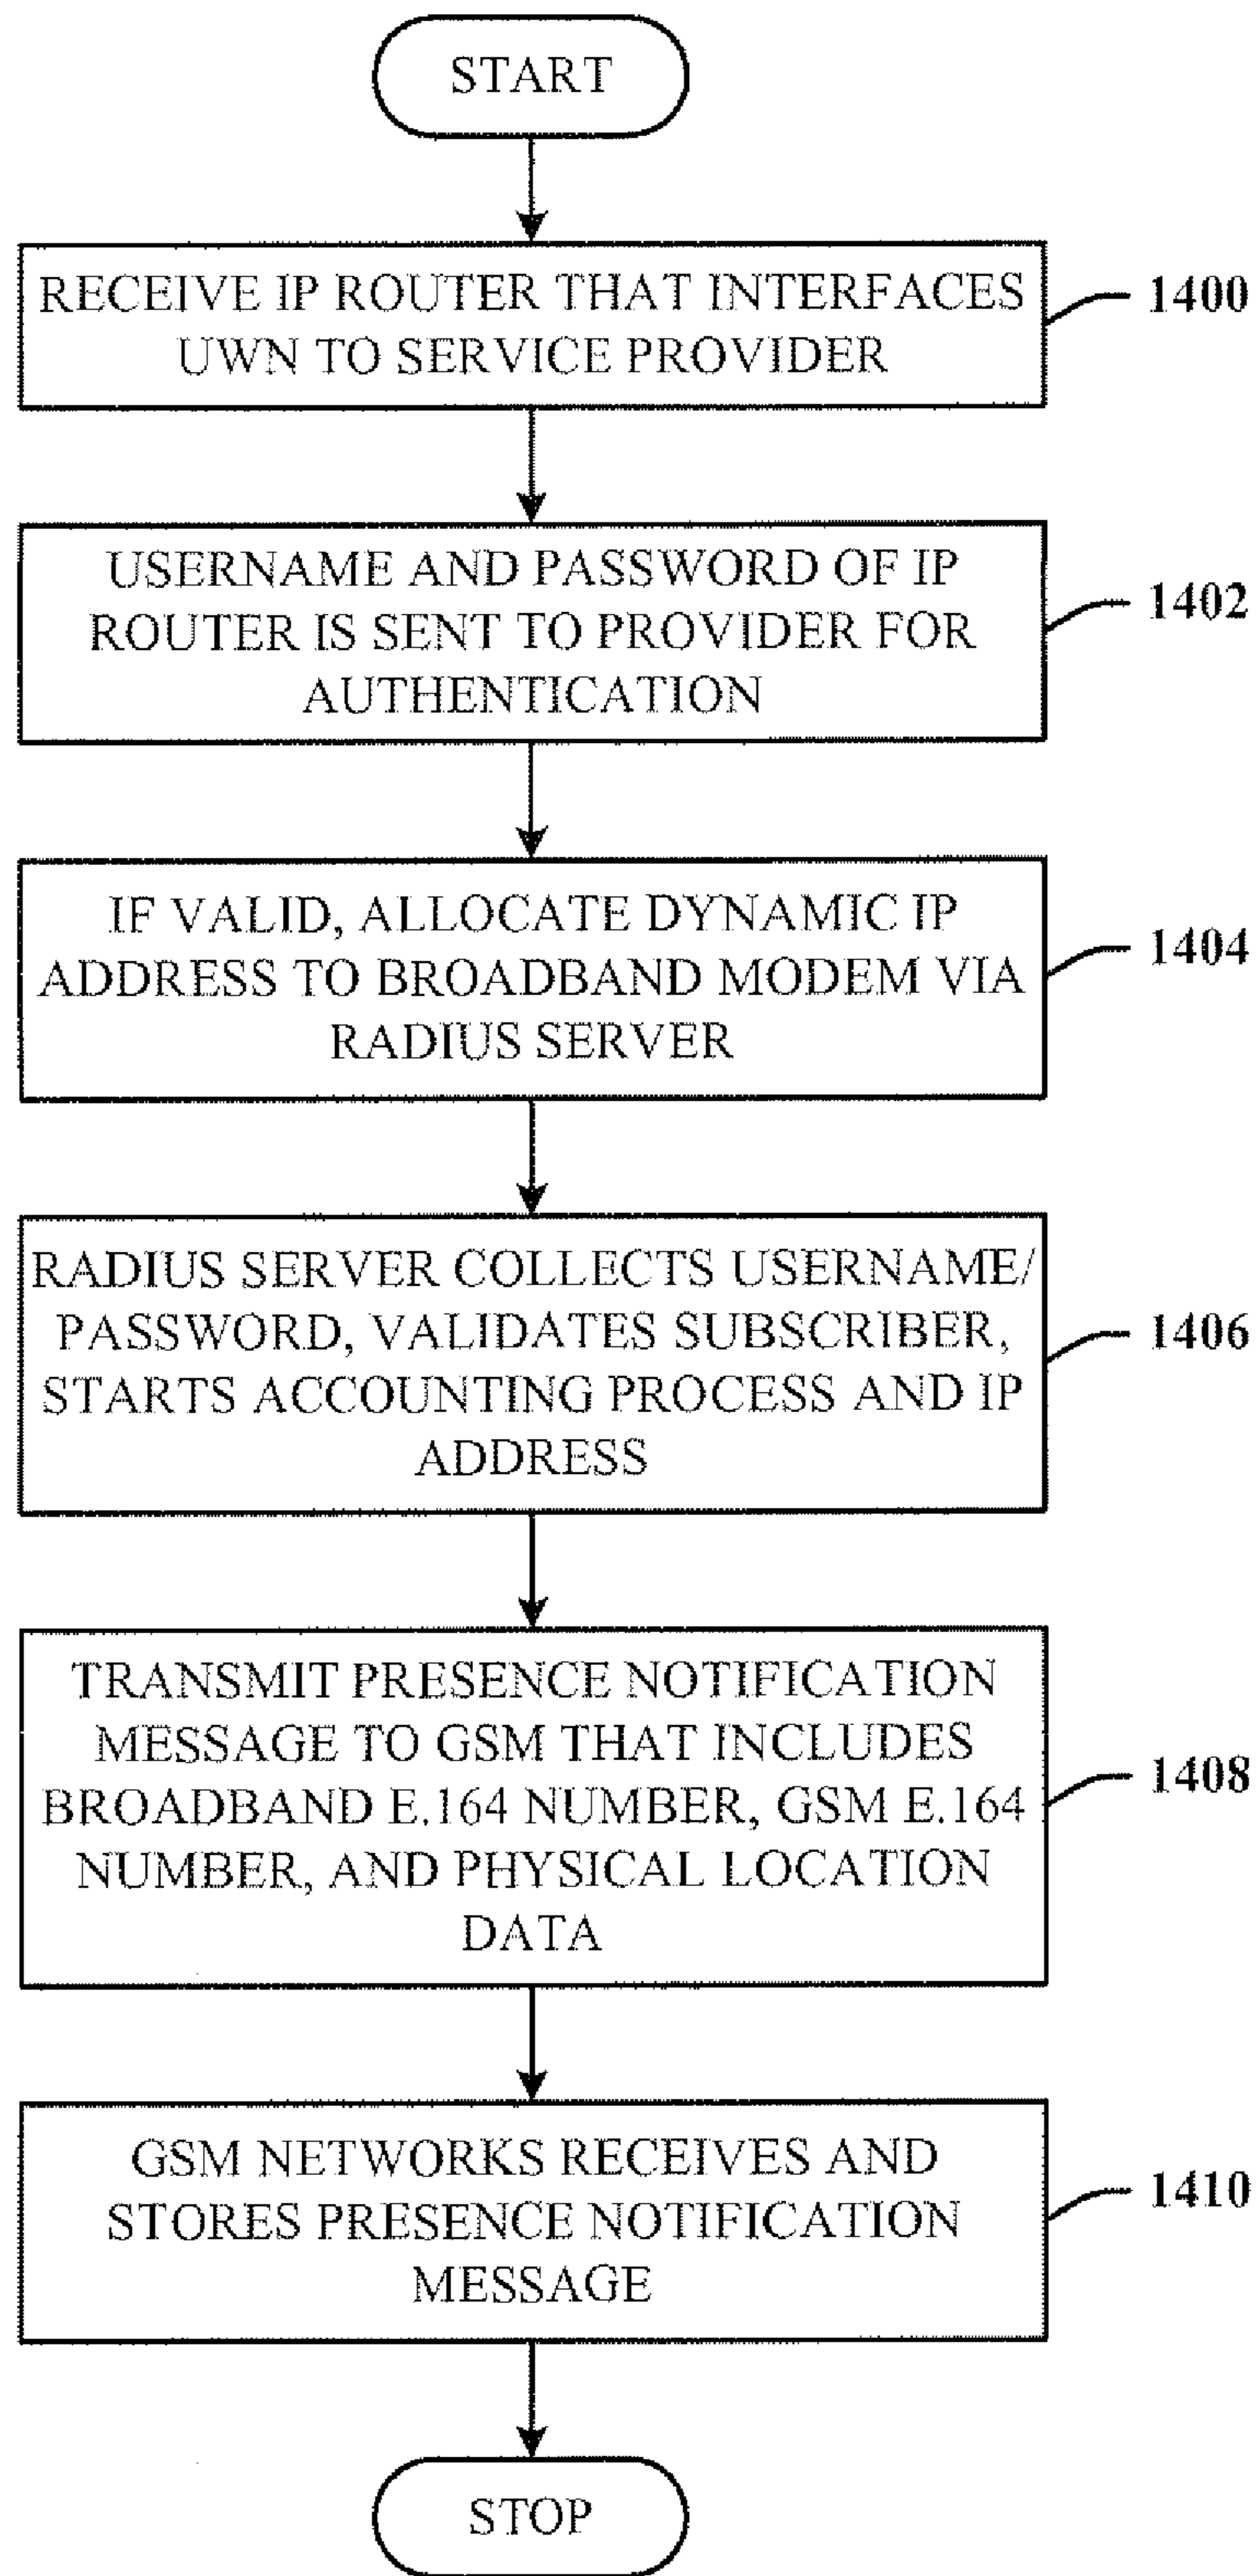 START
RECEIVE IP ROUTER THAT INTERFACES
UWN TO SERVICE PROVIDER
1400
USERNAME AND PASSWORD OF IP
ROUTER IS SENT TO PROVIDER FOR
AUTHENTICATION
1402
IF VALID, ALLOCATE DYNAMIC IP
ADDRESS TO BROADBAND MODEM VIA
RADIUS SERVER
1404
RADIUS SERVER COLLECTS USERNAME/
PASSWORD, VALIDATES SUBSCRIBER,
STARTS ACCOUNTING PROCESS AND IP
ADDRESS
1406
TRANSMIT PRESENCE NOTIFICATION
MESSAGE TO GSM THAT INCLUDES
BROADBAND E.164 NUMBER, GSM E.164
NUMBER, AND PHYSICAL LOCATION
DATA
1408
GSM NETWORKS RECEIVES AND
STORES PRESENCE NOTIFICATION
MESSAGE
1410
STOP